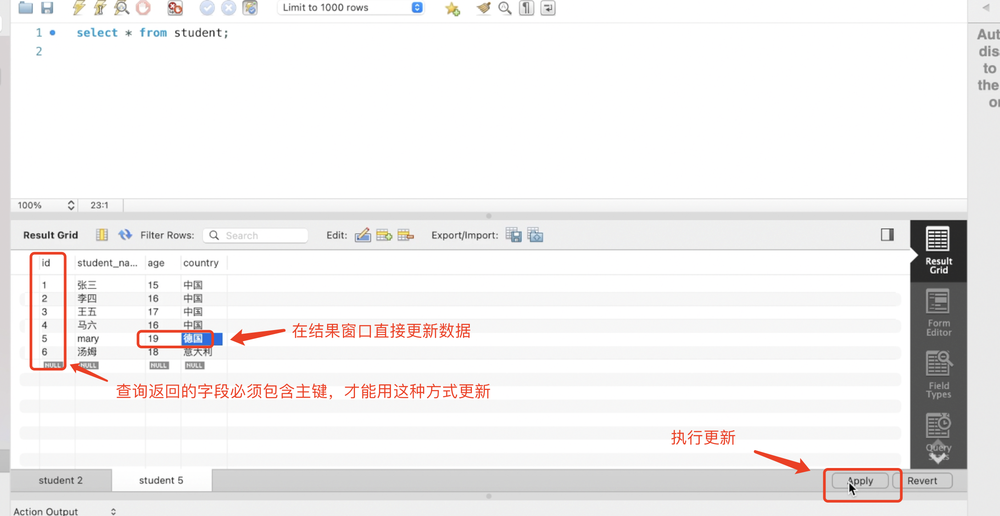 Limit to 1000 rows
1 select * from student;
2
Aut
dis
to
the
or
100% 23:1
Result Grid Filter Rows: Search Edit: Export/Import:
id student_na... age country
1 张三 15 中国
2 李四 16 中国
3 王五 17 中国
4 马六 16 中国
5 mary 19 德国
6 汤姆 18 意大利
NULL NULL NULL NULL
在结果窗口直接更新数据
查询返回的字段必须包含主键，才能用这种方式更新
执行更新
Result
Grid
Form
Editor
Field
Types
Query
Stats
student 2 student 5 Apply Revert
Action Output